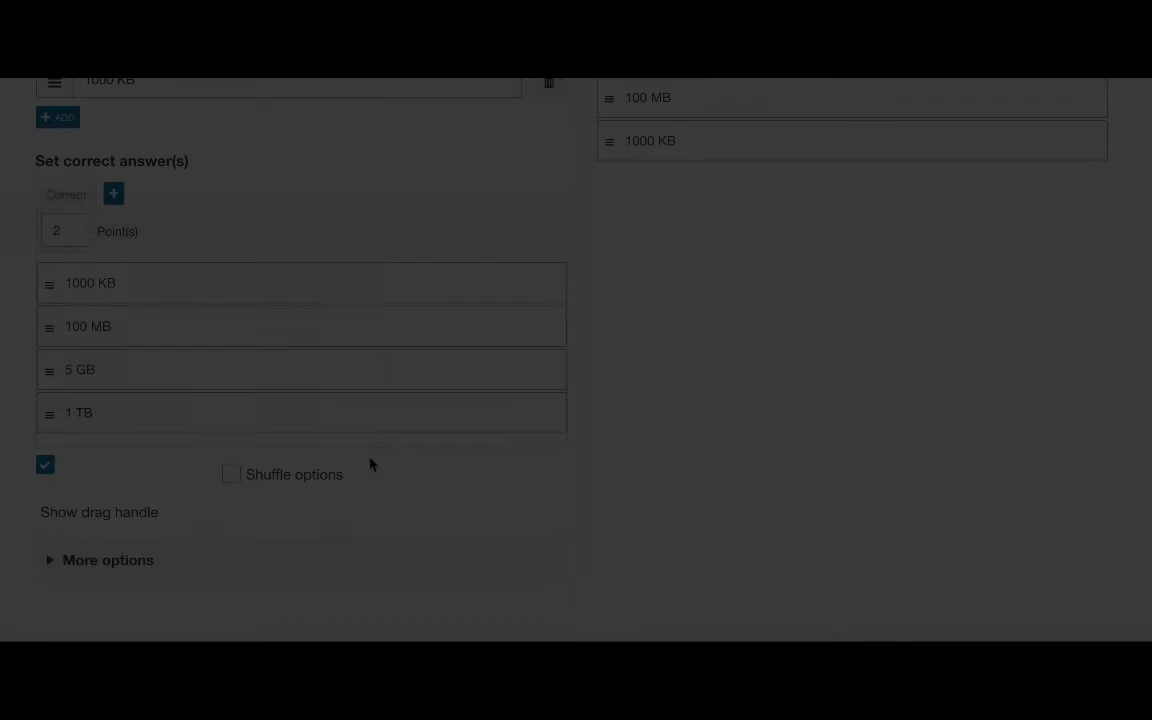 1000 KB
+ ADD
Set correct answer(s)
Correct +
2 Point(s)
1000 KB
100 MB
5 GB
1 TB
Shuffle options
Show drag handle
More options
100 MB
1000 KB